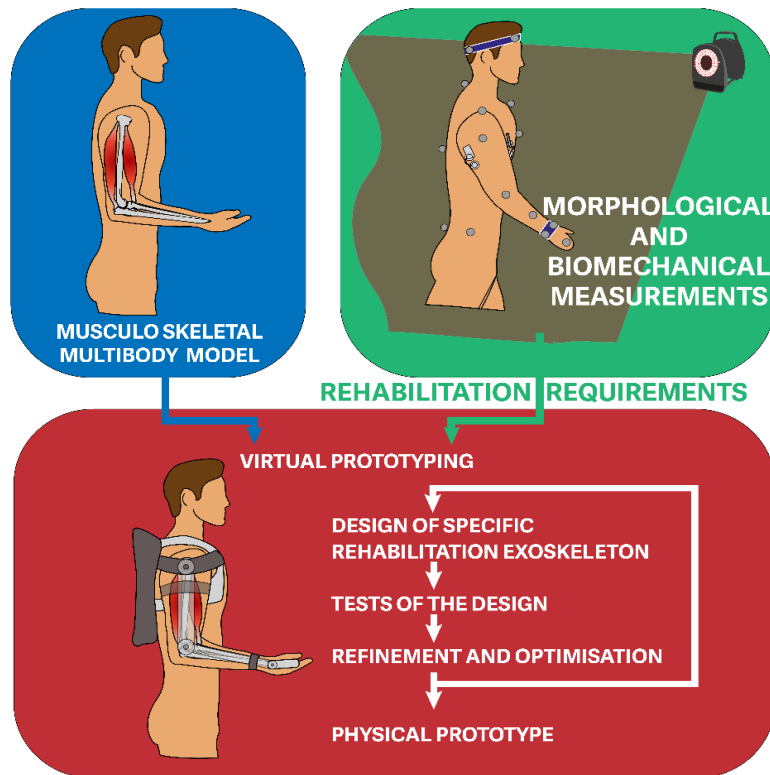 MUSCULO SKELETAL
MULTIBODY MODEL
MORPHOLOGICAL
AND
BIOMECHANICAL
MEASUREMENTS
REHABILITATION REQUIREMENTS
VIRTUAL PROTOTYPING
DESIGN OF SPECIFIC
REHABILITATION EXOSKELETON
TESTS OF THE DESIGN
REFINEMENT AND OPTIMISATION
PHYSICAL PROTOTYPE